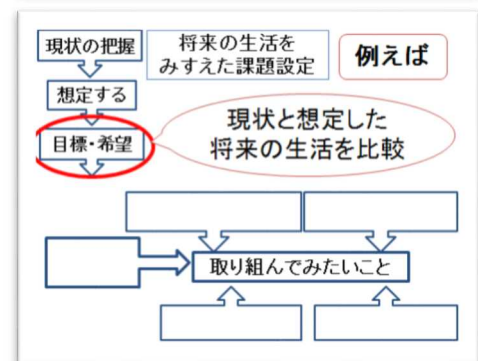 現状の把握
将来の生活を
みすえた課題設定
例えば
想定する
目標・希望
現状と想定した
将来の生活を比較
取り組んでみたいこと